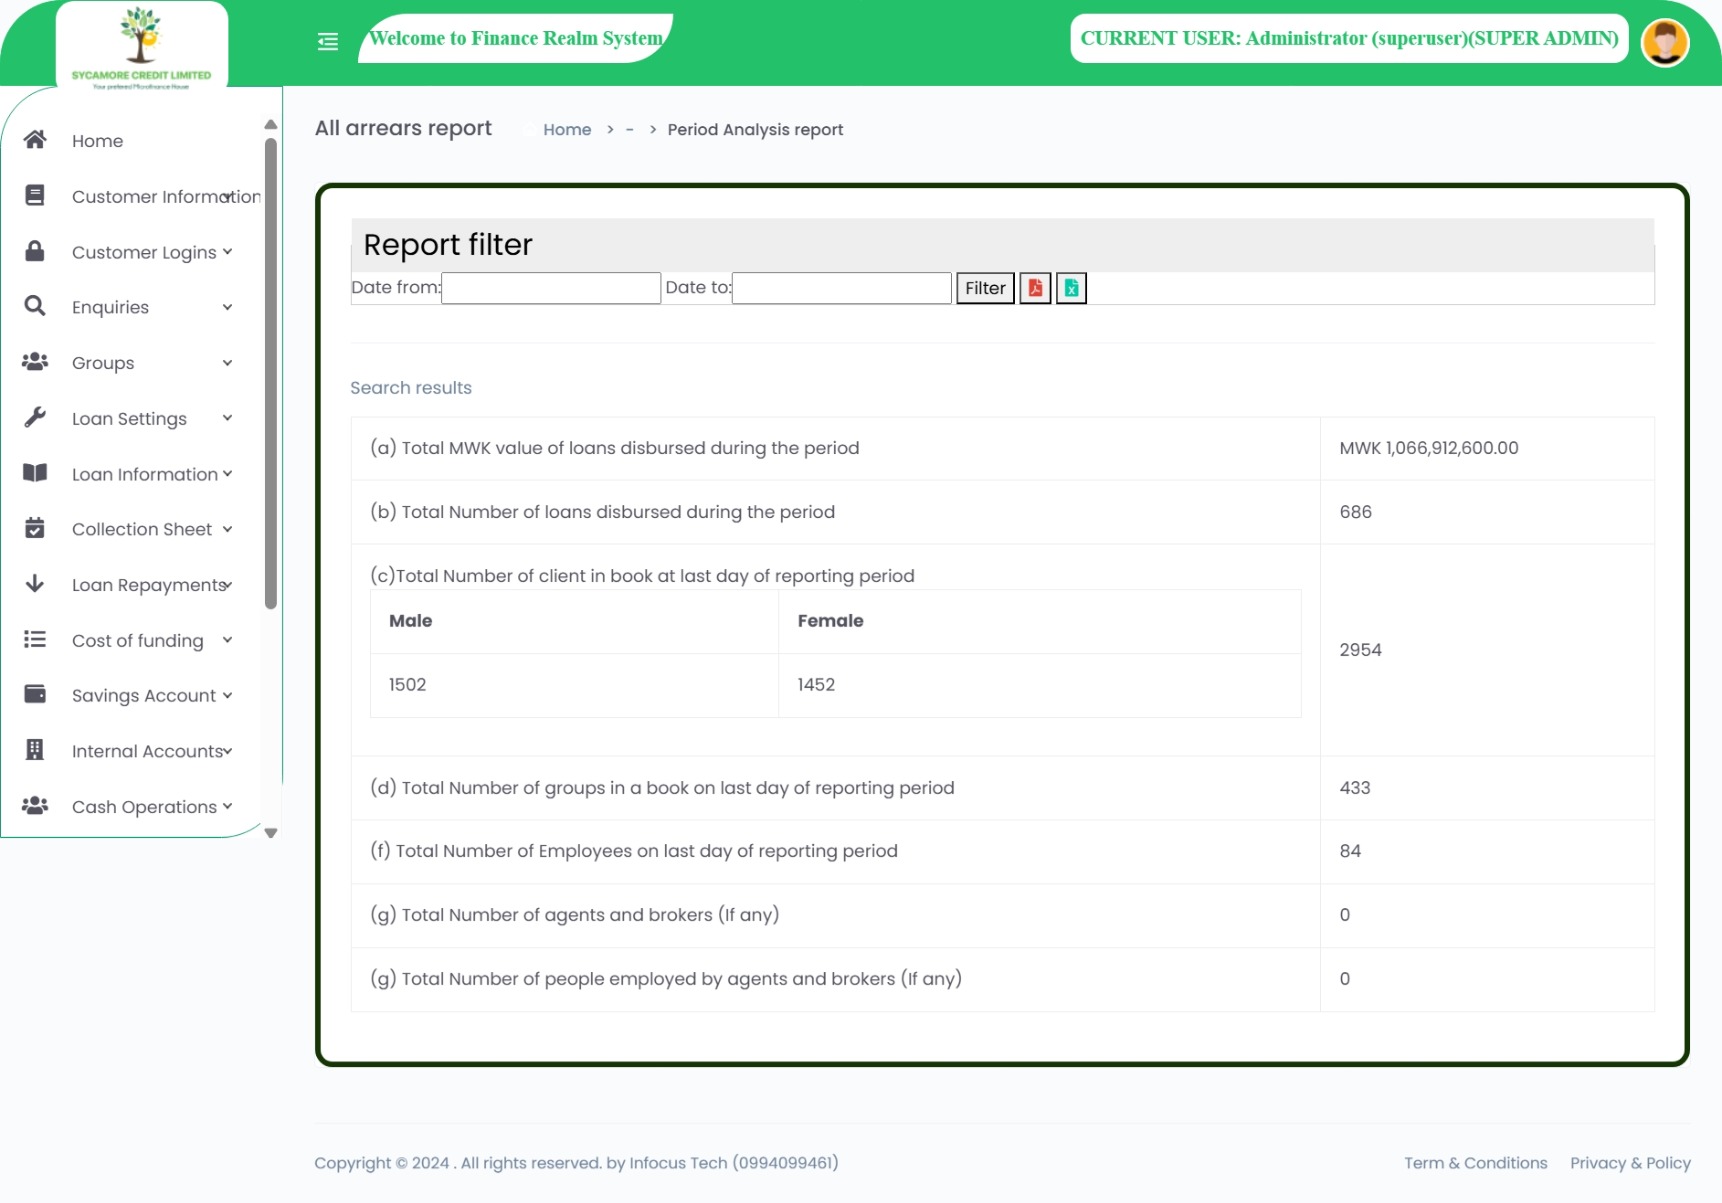 SYCAMORE CREDIT LIMITED
Your prefered Microfinance House
Welcome to Finance Realm System
CURRENT USER: Administrator (superuser)(SUPER ADMIN)
Home
Customer Information
Customer Logins
Enquiries
Groups
Loan Settings
Loan Information
Collection Sheet
Loan Repayments
Cost of funding
Savings Account
Internal Accounts
Cash Operations
All arrears report
Home > - > Period Analysis report
Report filter
Date from: Date to: Filter
Search results
(a) Total MWK value of loans disbursed during the period MWK 1,066,912,600.00
(b) Total Number of loans disbursed during the period 686
(c)Total Number of client in book at last day of reporting period
Male Female
2954
1502 1452
(d) Total Number of groups in a book on last day of reporting period 433
(f) Total Number of Employees on last day of reporting period 84
(g) Total Number of agents and brokers (If any) 0
(g) Total Number of people employed by agents and brokers (If any) 0
Copyright © 2024 . All rights reserved. by Infocus Tech (0994099461)
Term & Conditions Privacy & Policy